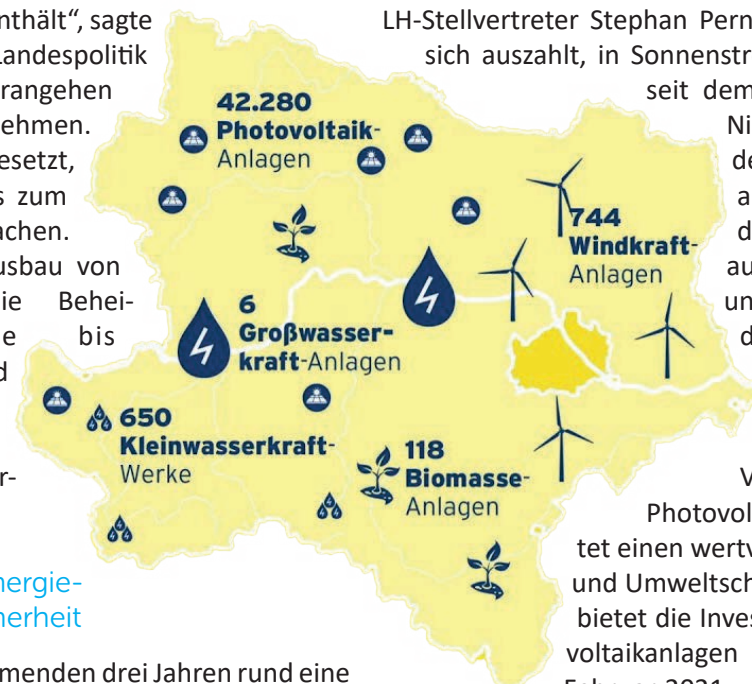 nthält“, sagte
andespolitik
rangehen
ehmen.
esetzt,
s zum
achen.
usbau von
ie Behei-
e bis
d
r-
nergie-
herheit
menden drei Jahren rund eine
42.280
Photovoltaik-
Anlagen
744
Windkraft-
Anlagen
6
Großwasser-
kraft-Anlagen
650
Kleinwasserkraft-
Werke
118
Biomasse-
Anlagen
LH-Stellvertreter Stephan Pern
sich auszahlt, in Sonnenstr
seit dem
Ni
de
a
d
au
un
d
V
Photovol
tet einen wertv
und Umweltsch
bietet die Inves
voltaikanlagen